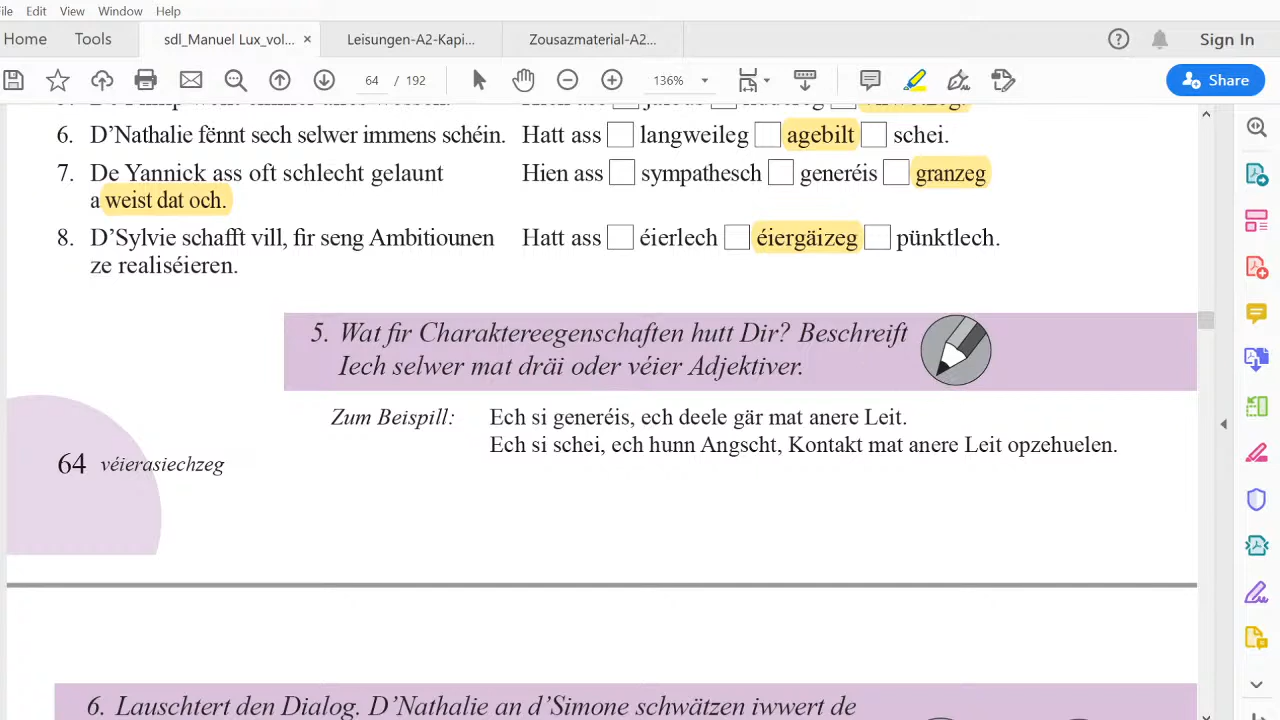 File Edit View Window Help
Home Tools sdl_Manuel Lux_vol... × Leisungen-A2-Kapi... Zousazmaterial-A2... ? Sign In
64 / 192 136% Share
6. D'Nathalie fënnt sech selwer immens schéin. Hatt ass langweileg agebilt schei.
7. De Yannick ass oft schlecht gelaunt Hien ass sympathesch generéis granzeg
a weist dat och.
8. D'Sylvie schafft vill, fir seng Ambitiounen Hatt ass éierlech éiergäizeg pünktlech.
ze realiséieren.
5. Wat fir Charaktereegenschaften hutt Dir? Beschreift
Iech selwer mat dräi oder véier Adjektiver.
Zum Beispill: Ech si generéis, ech deele gär mat anere Leit.
Ech si schei, ech hunn Angscht, Kontakt mat anere Leit opzehuelen.
64 véierasiechzeg
6. Lauschtert den Dialog. D'Nathalie an d'Simone schwätzen iwwert de